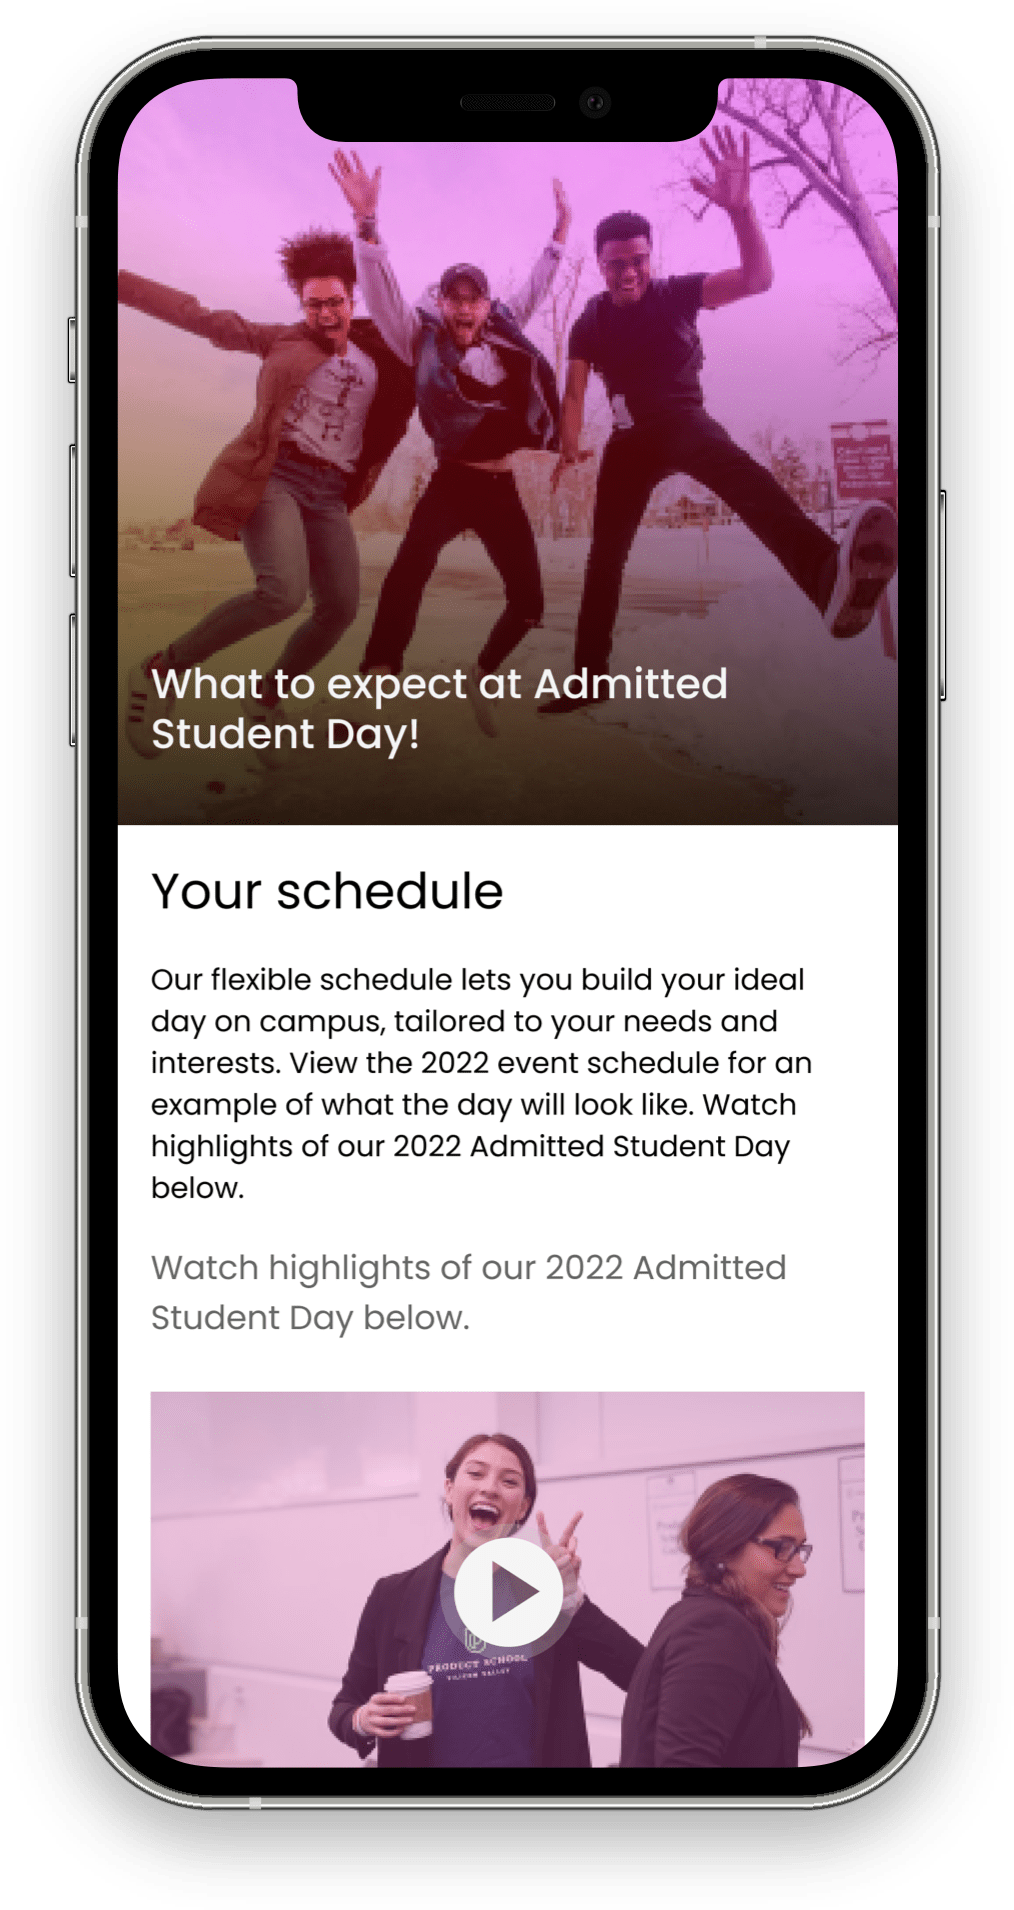 What to expect at Admitted
Student Day!
Your schedule
Our flexible schedule lets you build your ideal
day on campus, tailored to your needs and
interests. View the 2022 event schedule for an
example of what the day will look like. Watch
highlights of our 2022 Admitted Student Day
below.
Watch highlights of our 2022 Admitted
Student Day below.
PRODUCT SCHOOL
SILICON VALLEY